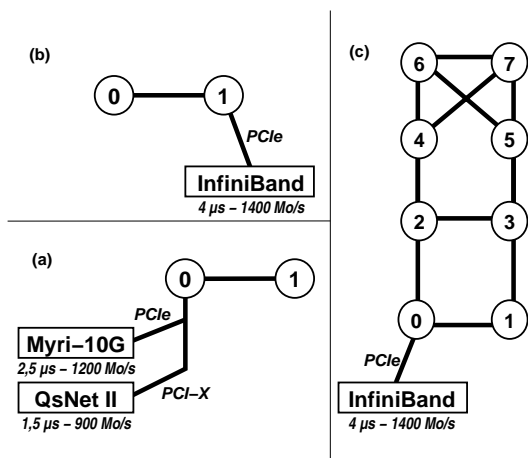 (b)
0
1
PCIe
InfiniBand
4 µs – 1400 Mo/s
(a)
0
1
PCIe
Myri–10G
2,5 µs – 1200 Mo/s
PCI–X
QsNet II
1,5 µs – 900 Mo/s
(c)
6
7
4
5
2
3
0
1
PCIe
InfiniBand
4 µs – 1400 Mo/s